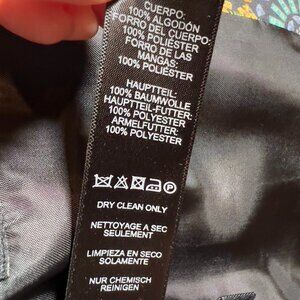 CUERPO:
100% ALGODÓN
FORRO DEL CUERPO:
100% POLIÉSTER
FORRO DE LAS
MANGAS:
100% POLIÉSTER
HAUPTTEIL:
100% BAUMWOLLE
HAUPTTEIL-FUTTER:
100% POLYESTER
ÄRMELFUTTER:
100% POLYESTER
DRY CLEAN ONLY
NETTOYAGE A SEC
SEULEMENT
LIMPIEZA EN SECO
SOLAMENTE
NUR CHEMISCH
REINIGEN